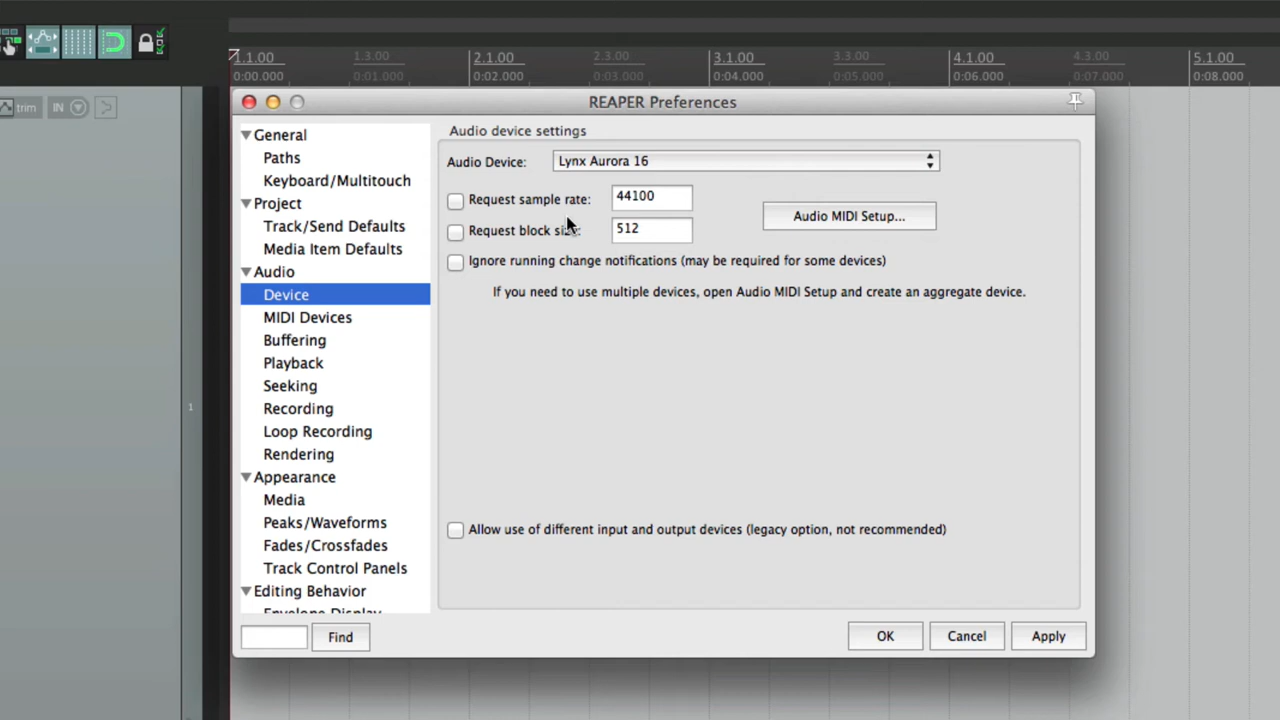 1.1.00 1.3.00 2.1.00 2.3.00 3.1.00 3.3.00 4.1.00 4.3.00 5.1.00
0:00.000 0:01.000 0:02.000 0:03.000 0:04.000 0:05.000 0:06.000 0:07.000 0:08.000
trim IN
1
REAPER Preferences
General
Paths
Keyboard/Multitouch
Project
Track/Send Defaults
Media Item Defaults
Audio
Device
MIDI Devices
Buffering
Playback
Seeking
Recording
Loop Recording
Rendering
Appearance
Media
Peaks/Waveforms
Fades/Crossfades
Track Control Panels
Editing Behavior
Envelope Display
Find
Audio device settings
Audio Device: Lynx Aurora 16
Request sample rate: 44100
Audio MIDI Setup...
Request block size: 512
Ignore running change notifications (may be required for some devices)
If you need to use multiple devices, open Audio MIDI Setup and create an aggregate device.
Allow use of different input and output devices (legacy option, not recommended)
OK Cancel Apply